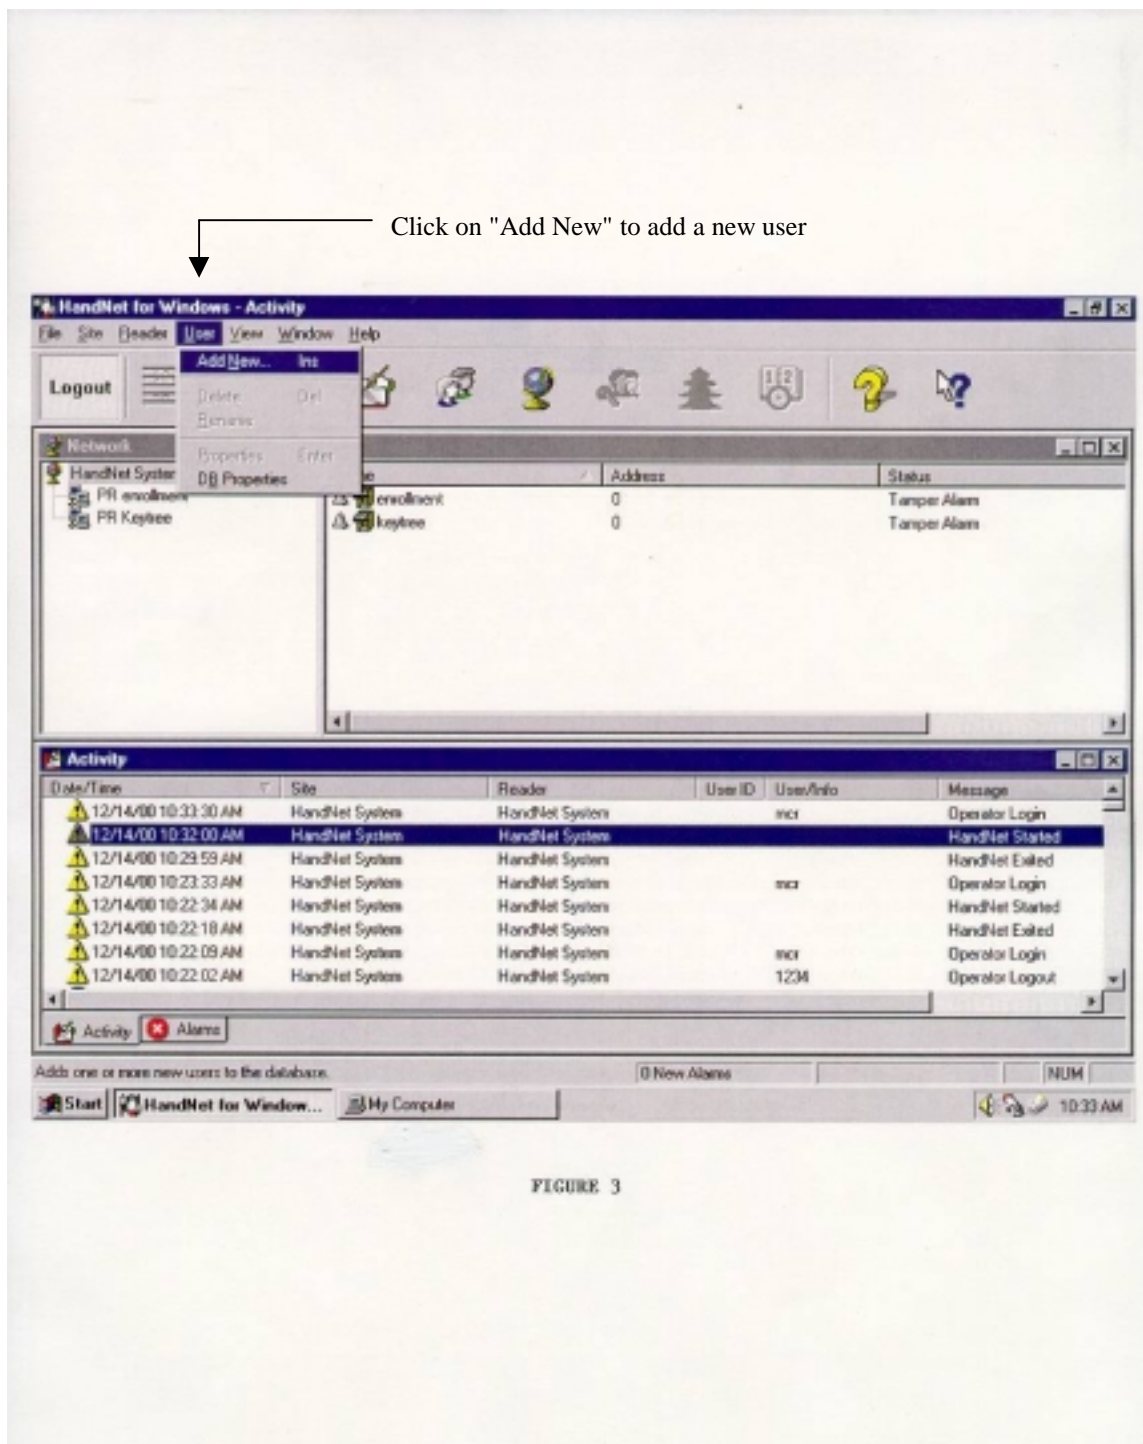 Click on "Add New" to add a new user
HandNet for Windows - Activity
File Site Reader User View Window Help
Logout
Add New... Ins
Delete Del
Rename
Properties Enter
DB Properties
Network
HandNet System
PR enrollment
PR Keytree
Address Status
enrollment 0 Tamper Alarm
keytree 0 Tamper Alarm
Activity
Date/Time Site Reader User ID User/Info Message
12/14/00 10:33:30 AM HandNet System HandNet System mcr Operator Login
12/14/00 10:32:00 AM HandNet System HandNet System HandNet Started
12/14/00 10:29:59 AM HandNet System HandNet System HandNet Exited
12/14/00 10:23:33 AM HandNet System HandNet System mcr Operator Login
12/14/00 10:22:34 AM HandNet System HandNet System HandNet Started
12/14/00 10:22:18 AM HandNet System HandNet System HandNet Exited
12/14/00 10:22:09 AM HandNet System HandNet System mcr Operator Login
12/14/00 10:22:02 AM HandNet System HandNet System 1234 Operator Logout
Activity Alarms
Adds one or more new users to the database. 0 New Alarms NUM
Start HandNet for Window... My Computer 10:33 AM
FIGURE 3